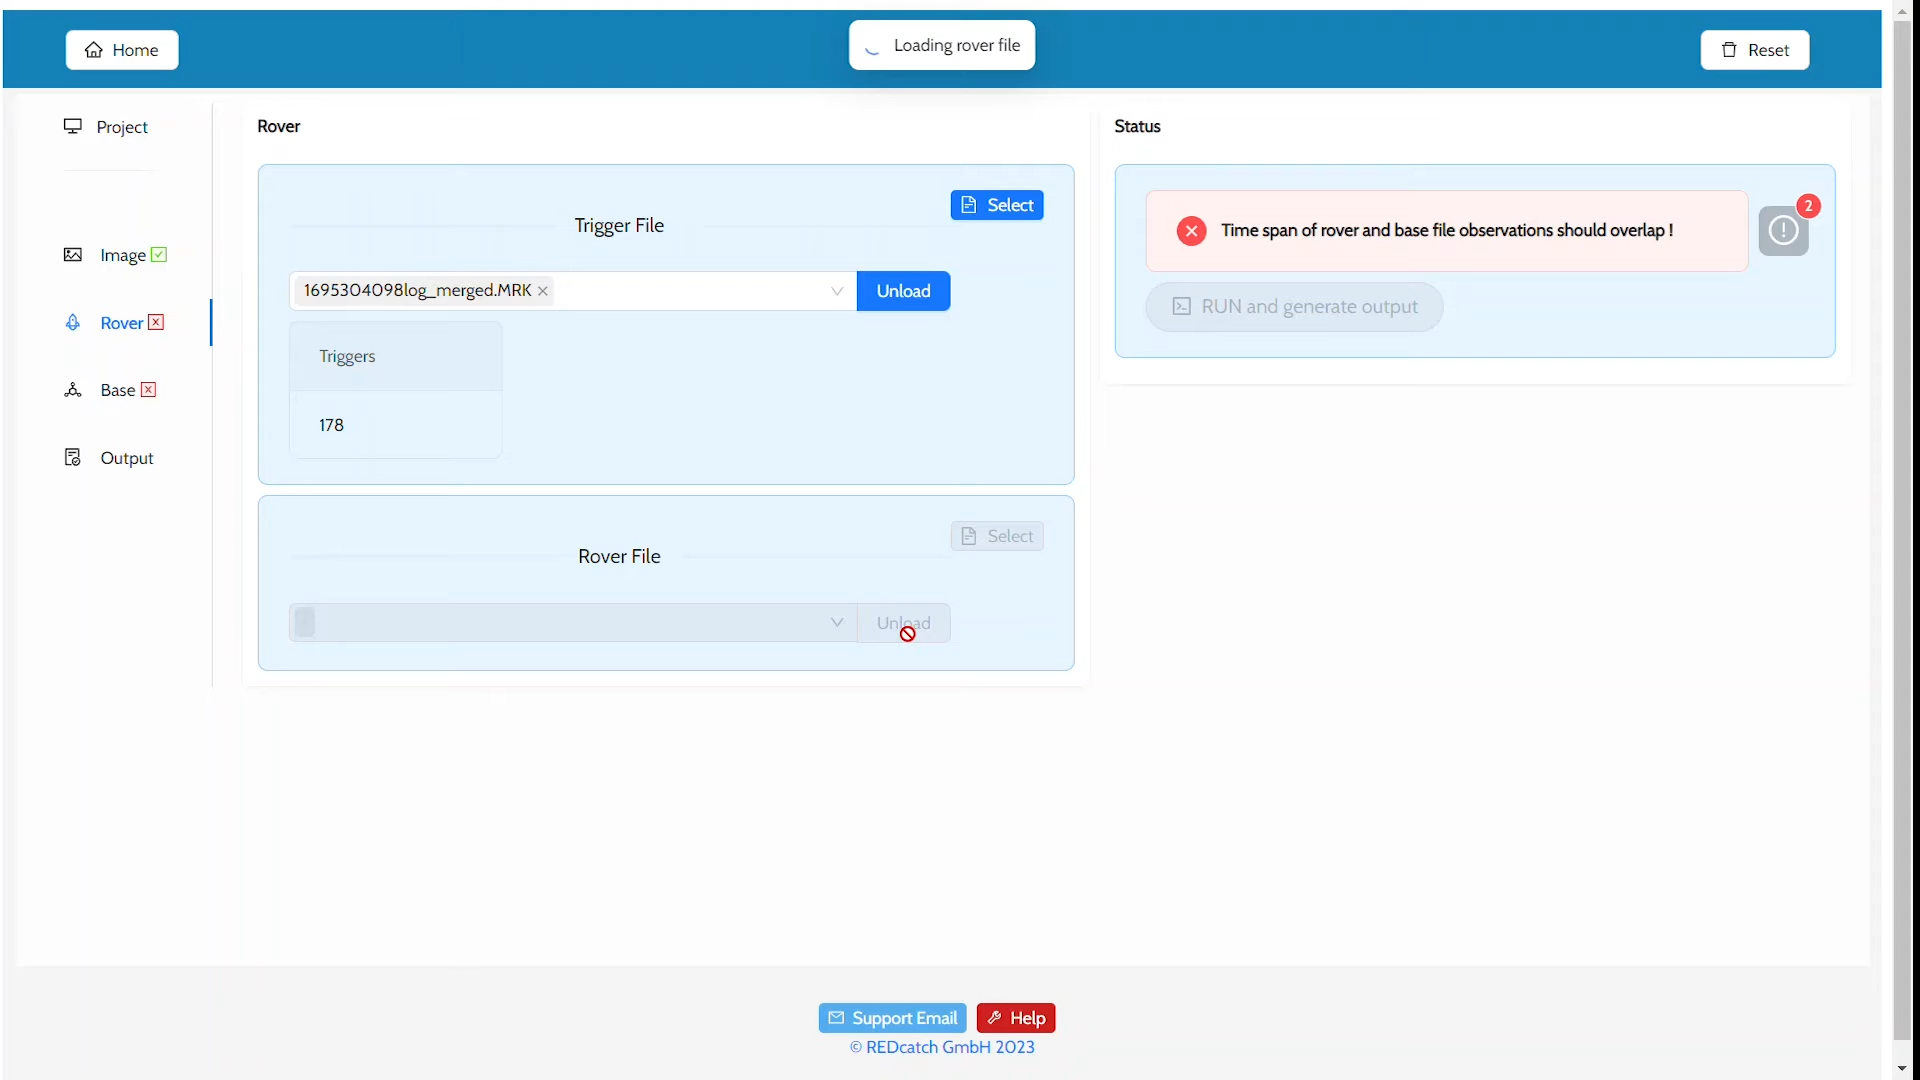 Home
Loading rover file
Reset
Project
Image
Rover
Base
Output
Rover
Select
Trigger File
1695304098log_merged.MRK
Unload
Triggers
178
Select
Rover File
Unload
Status
2
Time span of rover and base file observations should overlap !
RUN and generate output
Support Email
Help
© REDcatch GmbH 2023